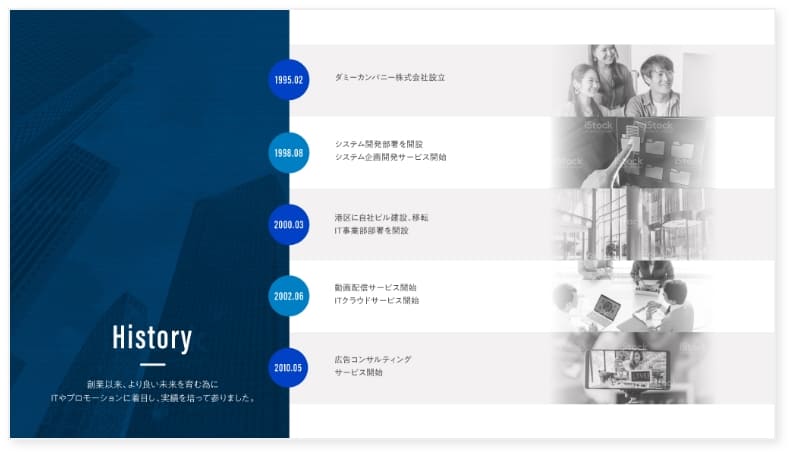 History
創業以来、より良い未来を育む為に
ITやプロモーションに着目し、実績を培って参りました。
1995.02
ダミーカンパニー株式会社設立
1998.08
システム開発部署を開設
システム企画開発サービス開始
2000.03
港区に自社ビル建設、移転
IT事業部部署を開設
2002.06
動画配信サービス開始
ITクラウドサービス開始
2010.05
広告コンサルティング
サービス開始
iStock
iStock
iStock